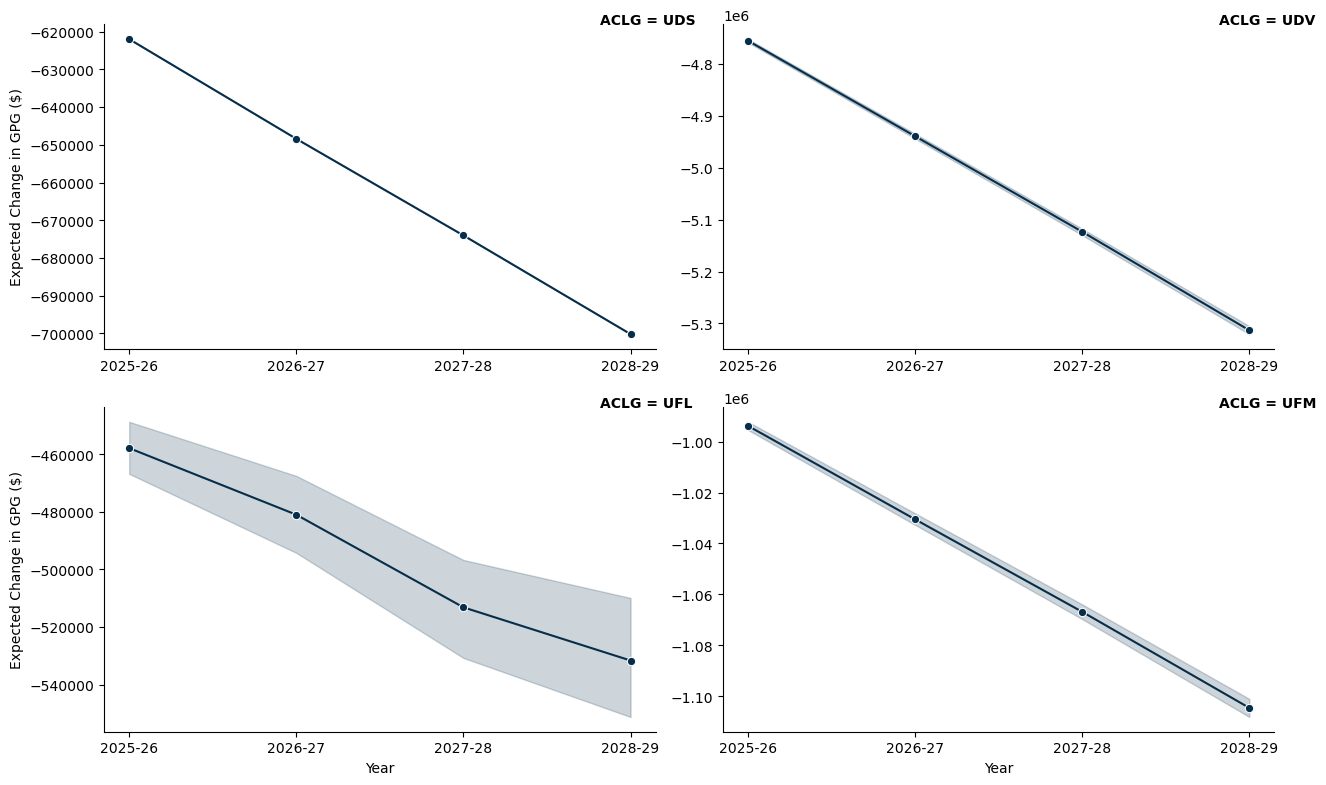 ACLG = UDS
Expected Change in GPG ($)
−620000
−630000
−640000
−650000
−660000
−670000
−680000
−690000
−700000
2025-26 2026-27 2027-28 2028-29
1e6
ACLG = UDV
−4.8
−4.9
−5.0
−5.1
−5.2
−5.3
2025-26 2026-27 2027-28 2028-29
ACLG = UFL
Expected Change in GPG ($)
−460000
−480000
−500000
−520000
−540000
2025-26 2026-27 2027-28 2028-29
Year
1e6
ACLG = UFM
−1.00
−1.02
−1.04
−1.06
−1.08
−1.10
2025-26 2026-27 2027-28 2028-29
Year